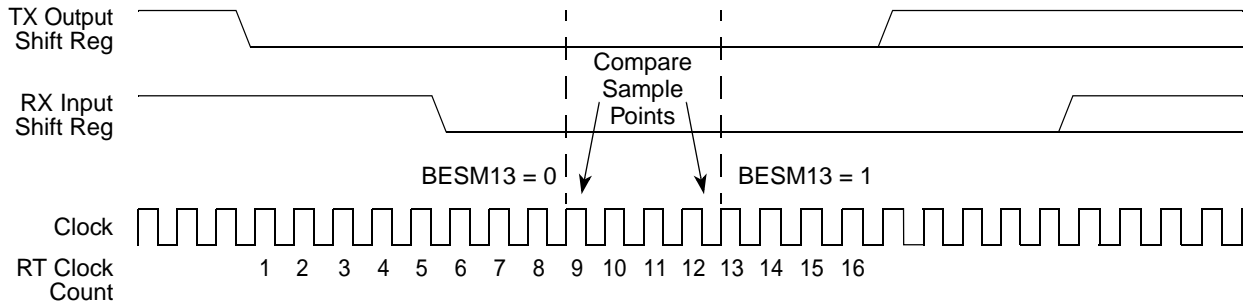 TX Output
Shift Reg
Compare
Sample
Points
RX Input
Shift Reg
BESM13 = 0
BESM13 = 1
Clock
RT Clock
Count
1 2 3 4 5 6 7 8 9 10 11 12 13 14 15 16